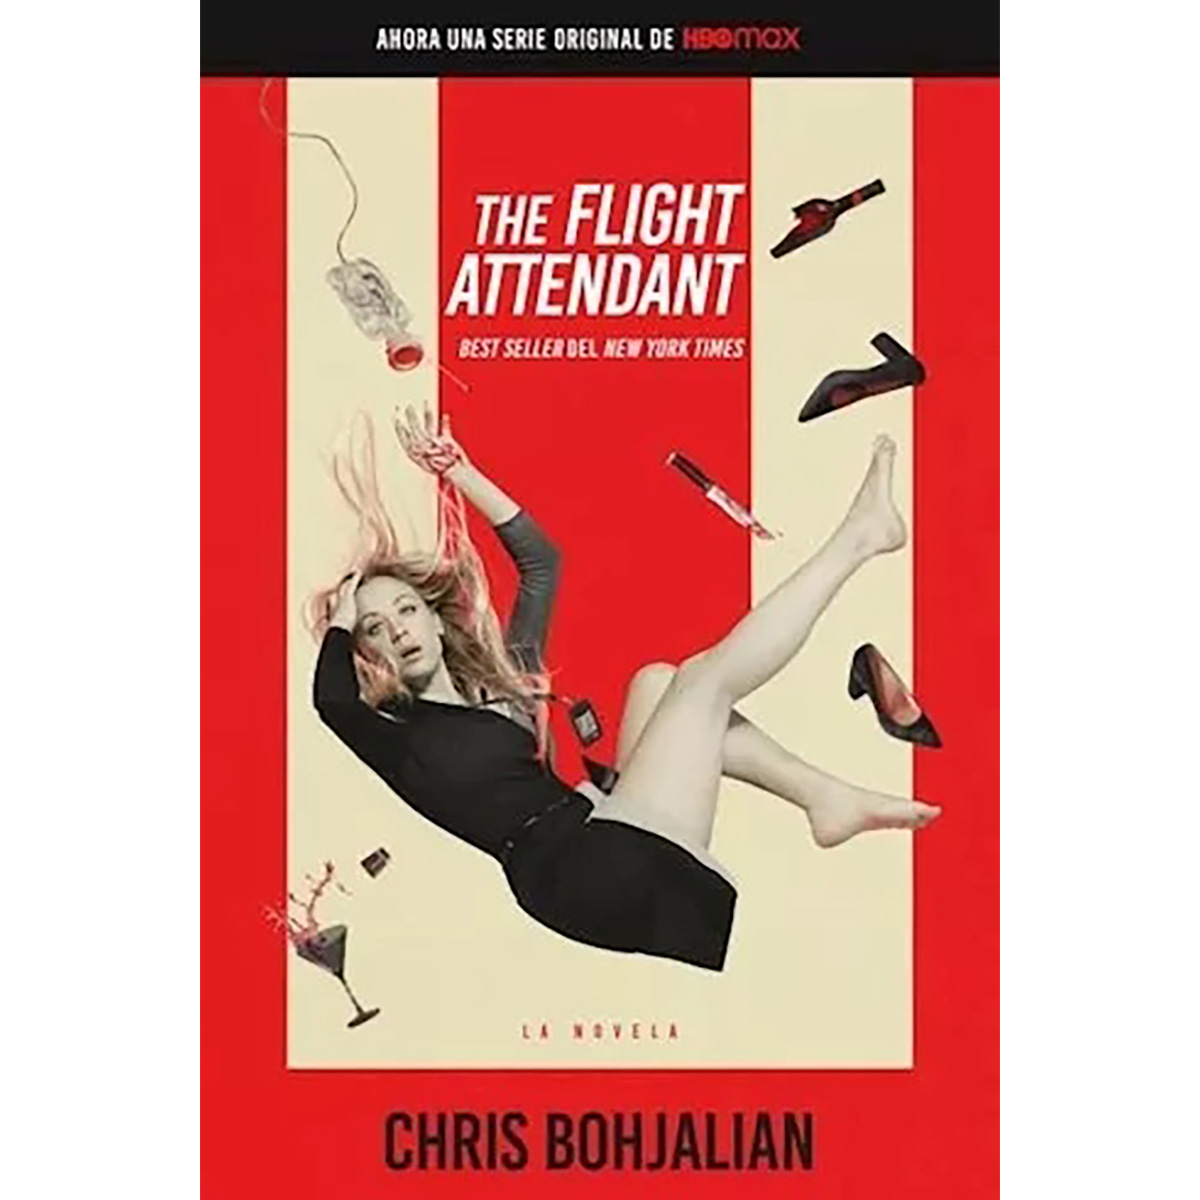 AHORA UNA SERIE ORIGINAL DE HBOmax
THE FLIGHT
ATTENDANT
BEST SELLER DEL NEW YORK TIMES
LA NOVELA
CHRIS BOHJALIAN